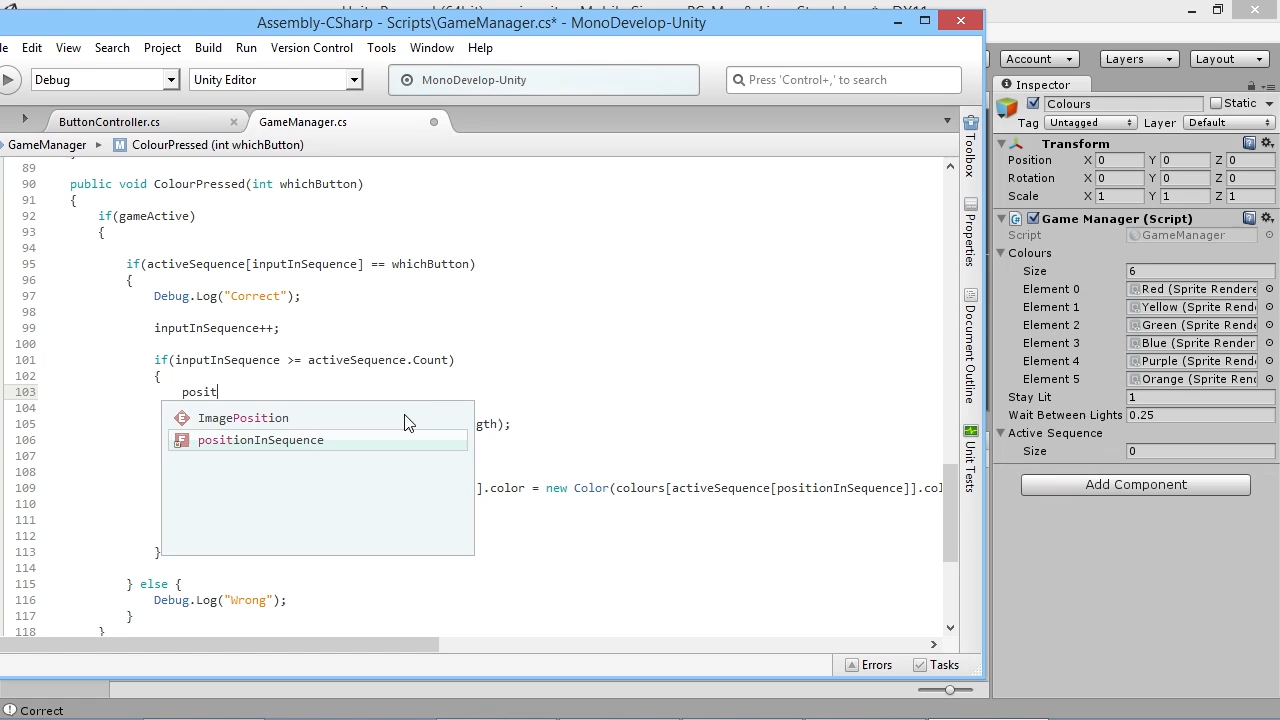 Assembly-CSharp - Scripts\GameManager.cs* - MonoDevelop-Unity
Edit View Search Project Build Run Version Control Tools Window Help
Account Layers Layout
Debug Unity Editor MonoDevelop-Unity Press 'Control+,' to search
Inspector
Colours Static
Tag Untagged Layer Default
ButtonController.cs GameManager.cs
GameManager ColourPressed (int whichButton)
Toolbox
Properties
Document Outline
Unit Tests
89
90 public void ColourPressed(int whichButton)
91 {
92 if(gameActive)
93 {
94
95 if(activeSequence[inputInSequence] == whichButton)
96 {
97 Debug.Log("Correct");
98
99 inputInSequence++;
100
101 if(inputInSequence >= activeSequence.Count)
102 {
103 posit
ImagePosition
positionInSequence
104
105 gth);
106
107
108
109 ].color = new Color(colours[activeSequence[positionInSequence]].col
110
111
112
113 }
114
115 } else {
116 Debug.Log("Wrong");
117 }
118 }
Errors Tasks
Correct
Transform
Position X 0 Y 0 Z 0
Rotation X 0 Y 0 Z 0
Scale X 1 Y 1 Z 1
Game Manager (Script)
Script GameManager
Colours
Size 6
Element 0 Red (Sprite Rendere
Element 1 Yellow (Sprite Rende
Element 2 Green (Sprite Rende
Element 3 Blue (Sprite Rendere
Element 4 Purple (Sprite Rend
Element 5 Orange (Sprite Rend
Stay Lit 1
Wait Between Lights 0.25
Active Sequence
Size 0
Add Component